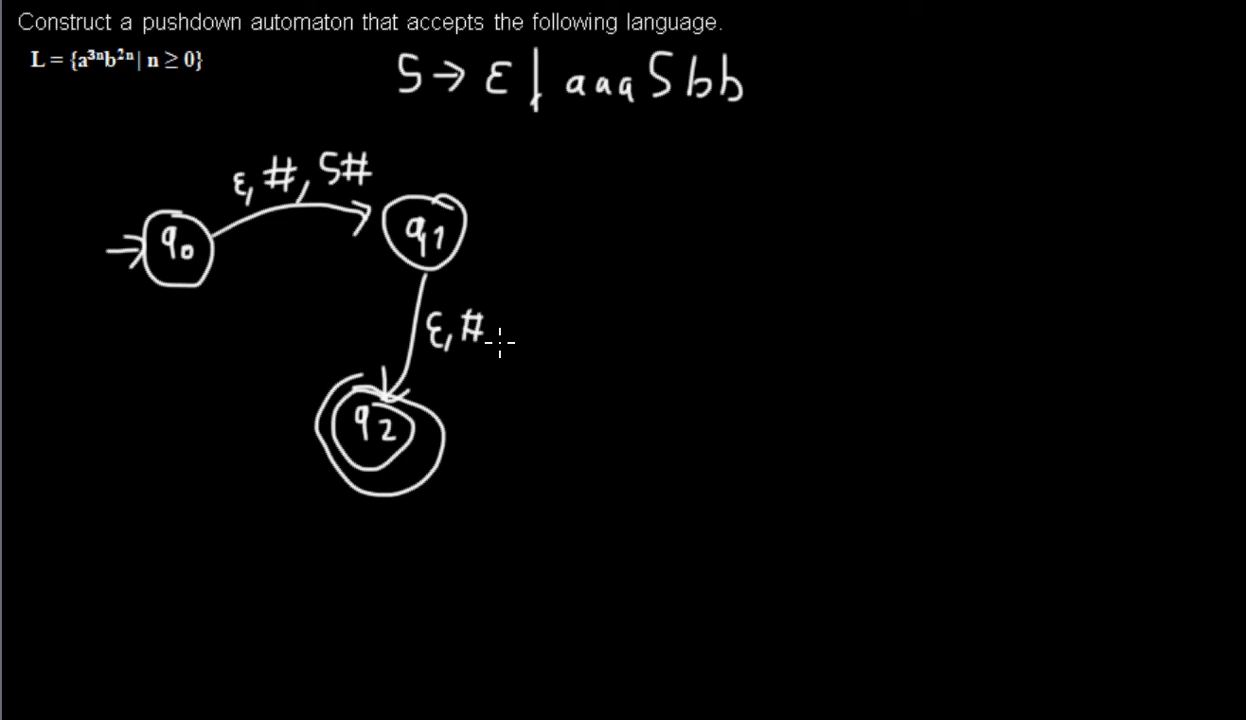 Construct a pushdown automaton that accepts the following language.
L = {a³ⁿb²ⁿ | n ≥ 0}
S → ε | aaaSbb
ε, #, S#
q₀
q₁
ε, #
q₂